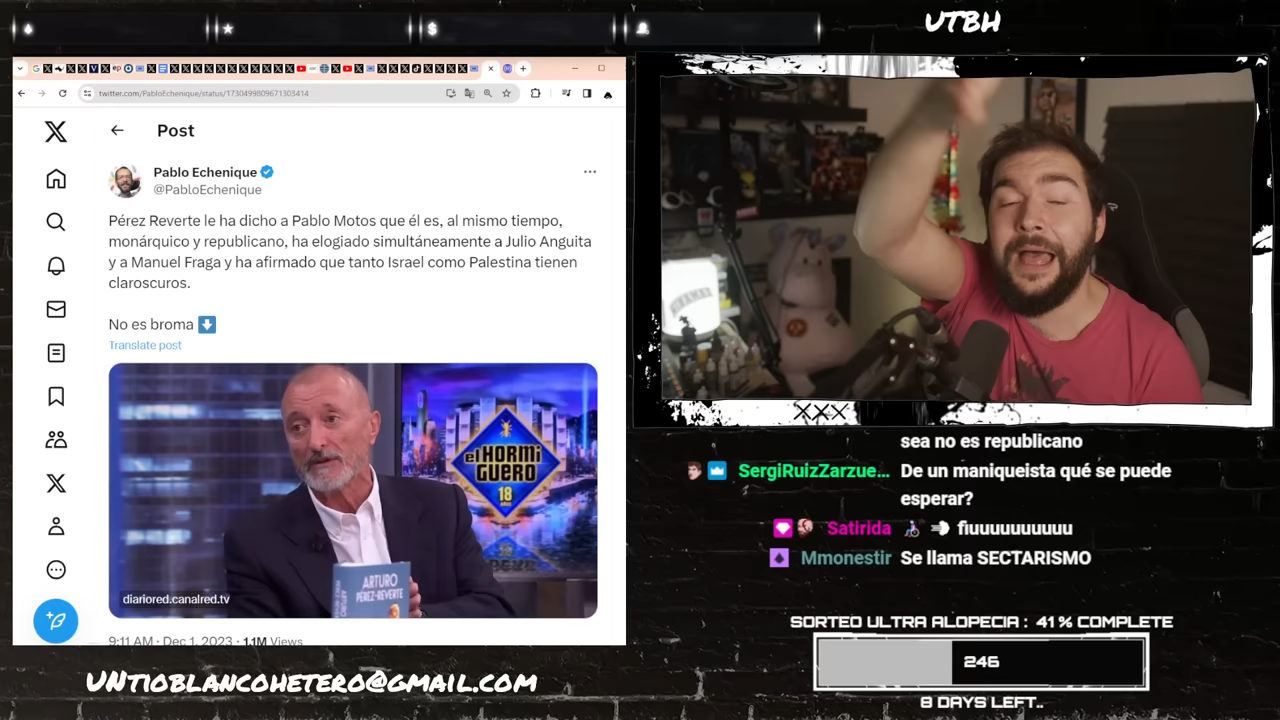 UTBH
twitter.com/PabloEchenique/status/1730499809671303414
Post
Pablo Echenique
@PabloEchenique
Pérez Reverte le ha dicho a Pablo Motos que él es, al mismo tiempo,
monárquico y republicano, ha elogiado simultáneamente a Julio Anguita
y a Manuel Fraga y ha afirmado que tanto Israel como Palestina tienen
claroscuros.
No es broma
Translate post
el HORMI
GUERO
18
ARTURO
PÉREZ-REVERTE
diariored.canalred.tv
9:11 AM · Dec 1, 2023 · 1.1M Views
XXX
sea no es republicano
SergiRuizZarzue... De un maniqueista qué se puede
esperar?
Satirida fiuuuuuuuuuu
Mmonestir Se llama SECTARISMO
SORTEO ULTRA ALOPECIA : 41% COMPLETE
246
8 DAYS LEFT..
UNTIOBLANCOHETERO@GMAIL.COM